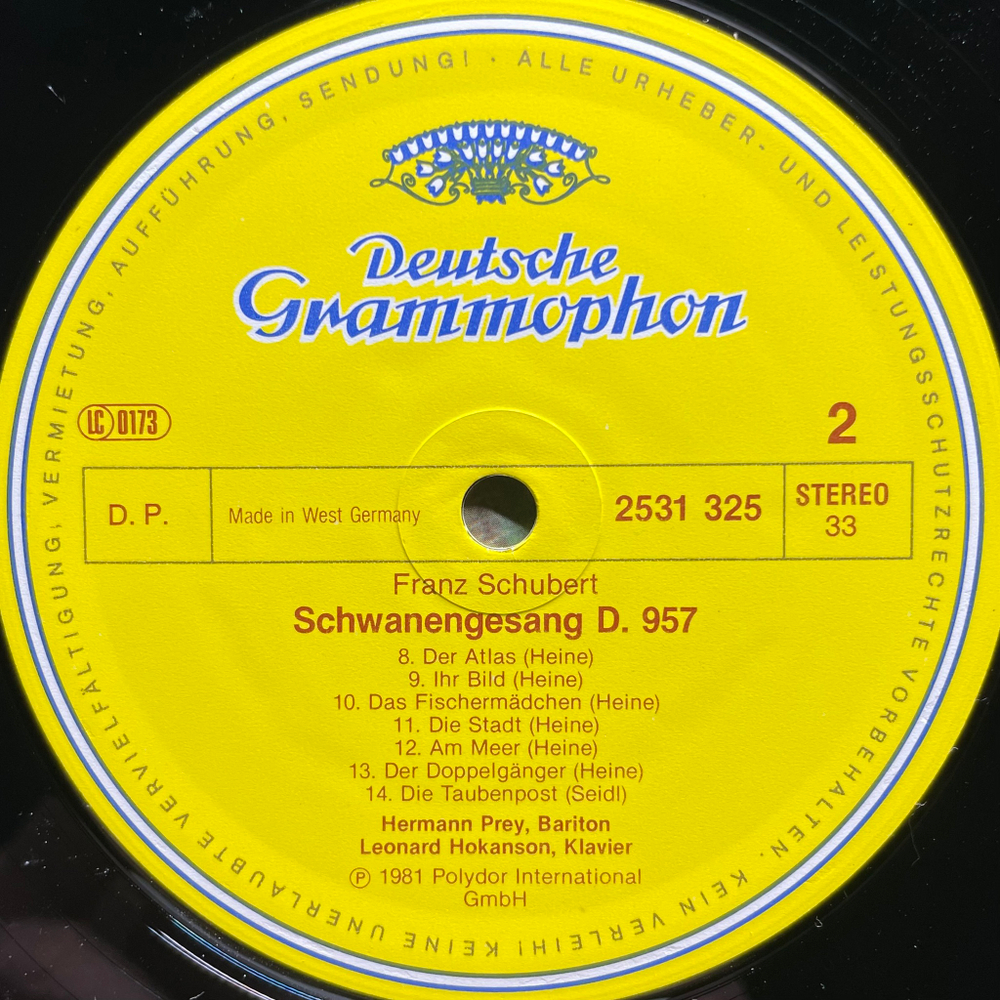 ALLE URHEBER- UND LEISTUNGSSCHUTZRECHTE VORBEHALTEN. KEIN VERLEIH! KEINE UNERLAUBTE VERVIELFÄLTIGUNG, VERMIETUNG, AUFFÜHRUNG, SENDUNG! ·
Deutsche
Grammophon
LC 0173
2
D. P.
Made in West Germany
2531 325
STEREO
33
Franz Schubert
Schwanengesang D. 957
8. Der Atlas (Heine)
9. Ihr Bild (Heine)
10. Das Fischermädchen (Heine)
11. Die Stadt (Heine)
12. Am Meer (Heine)
13. Der Doppelgänger (Heine)
14. Die Taubenpost (Seidl)
Hermann Prey, Bariton
Leonard Hokanson, Klavier
Ⓟ 1981 Polydor International
GmbH